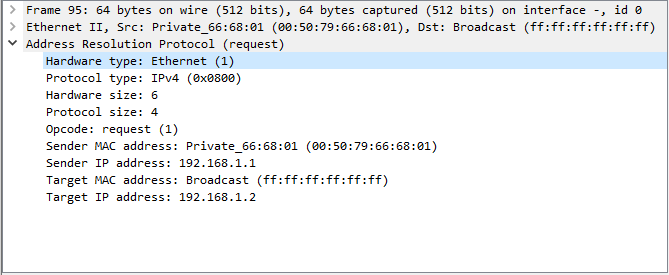 Frame 95: 64 bytes on wire (512 bits), 64 bytes captured (512 bits) on interface -, id 0
Ethernet II, Src: Private_66:68:01 (00:50:79:66:68:01), Dst: Broadcast (ff:ff:ff:ff:ff:ff)
Address Resolution Protocol (request)
Hardware type: Ethernet (1)
Protocol type: IPv4 (0x0800)
Hardware size: 6
Protocol size: 4
Opcode: request (1)
Sender MAC address: Private_66:68:01 (00:50:79:66:68:01)
Sender IP address: 192.168.1.1
Target MAC address: Broadcast (ff:ff:ff:ff:ff:ff)
Target IP address: 192.168.1.2